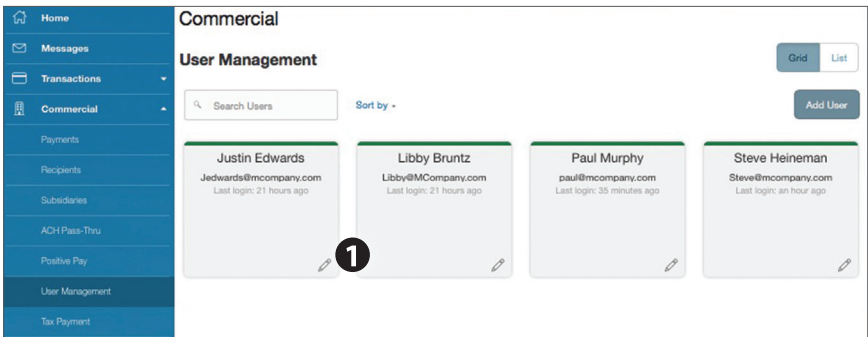 Home
Messages
Transactions
Commercial
Payments
Recipients
Subsidiaries
ACH Pass-Thru
Positive Pay
User Management
Tax Payment
Commercial
User Management
Grid List
Search Users Sort by Add User
Justin Edwards
Jedwards@mcompany.com
Last login: 21 hours ago
Libby Bruntz
Libby@MCompany.com
Last login: 21 hours ago
Paul Murphy
paul@mcompany.com
Last login: 35 minutes ago
Steve Heineman
Steve@mcompany.com
Last login: an hour ago
1